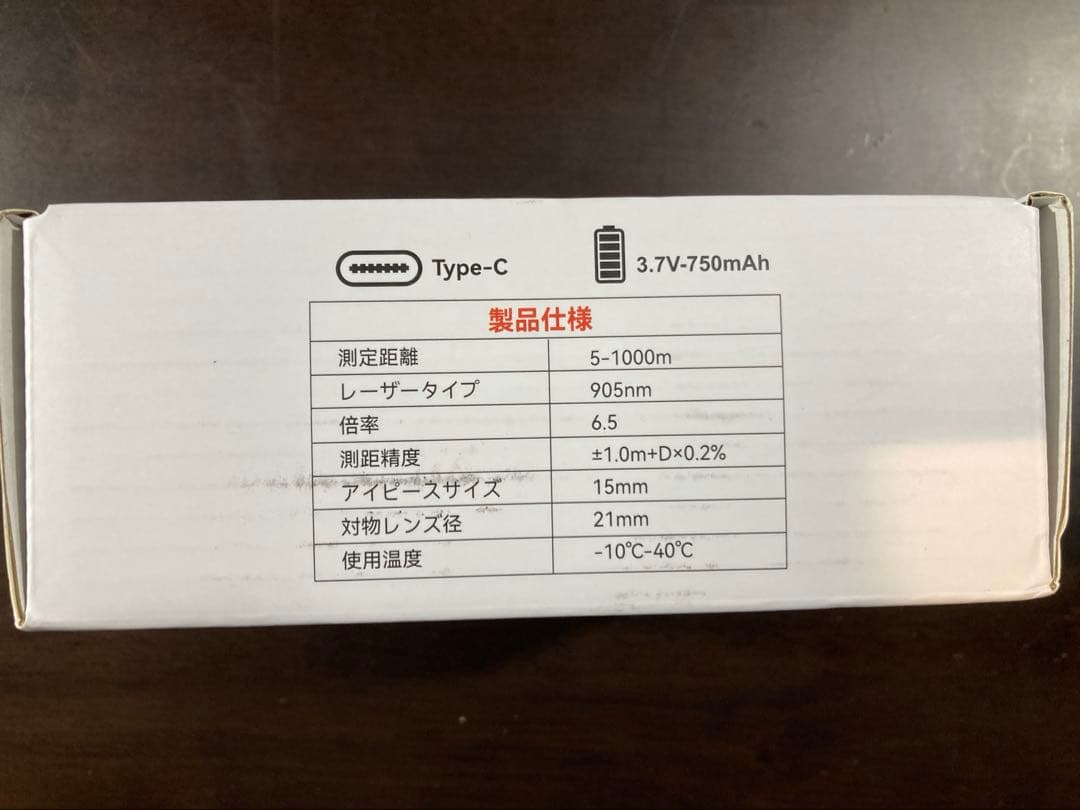 Type-C
3.7V-750mAh
製品仕様
測定距離 5-1000m
レーザータイプ 905nm
倍率 6.5
測距精度 ±1.0m+D×0.2%
アイピースサイズ 15mm
対物レンズ径 21mm
使用温度 -10℃-40℃